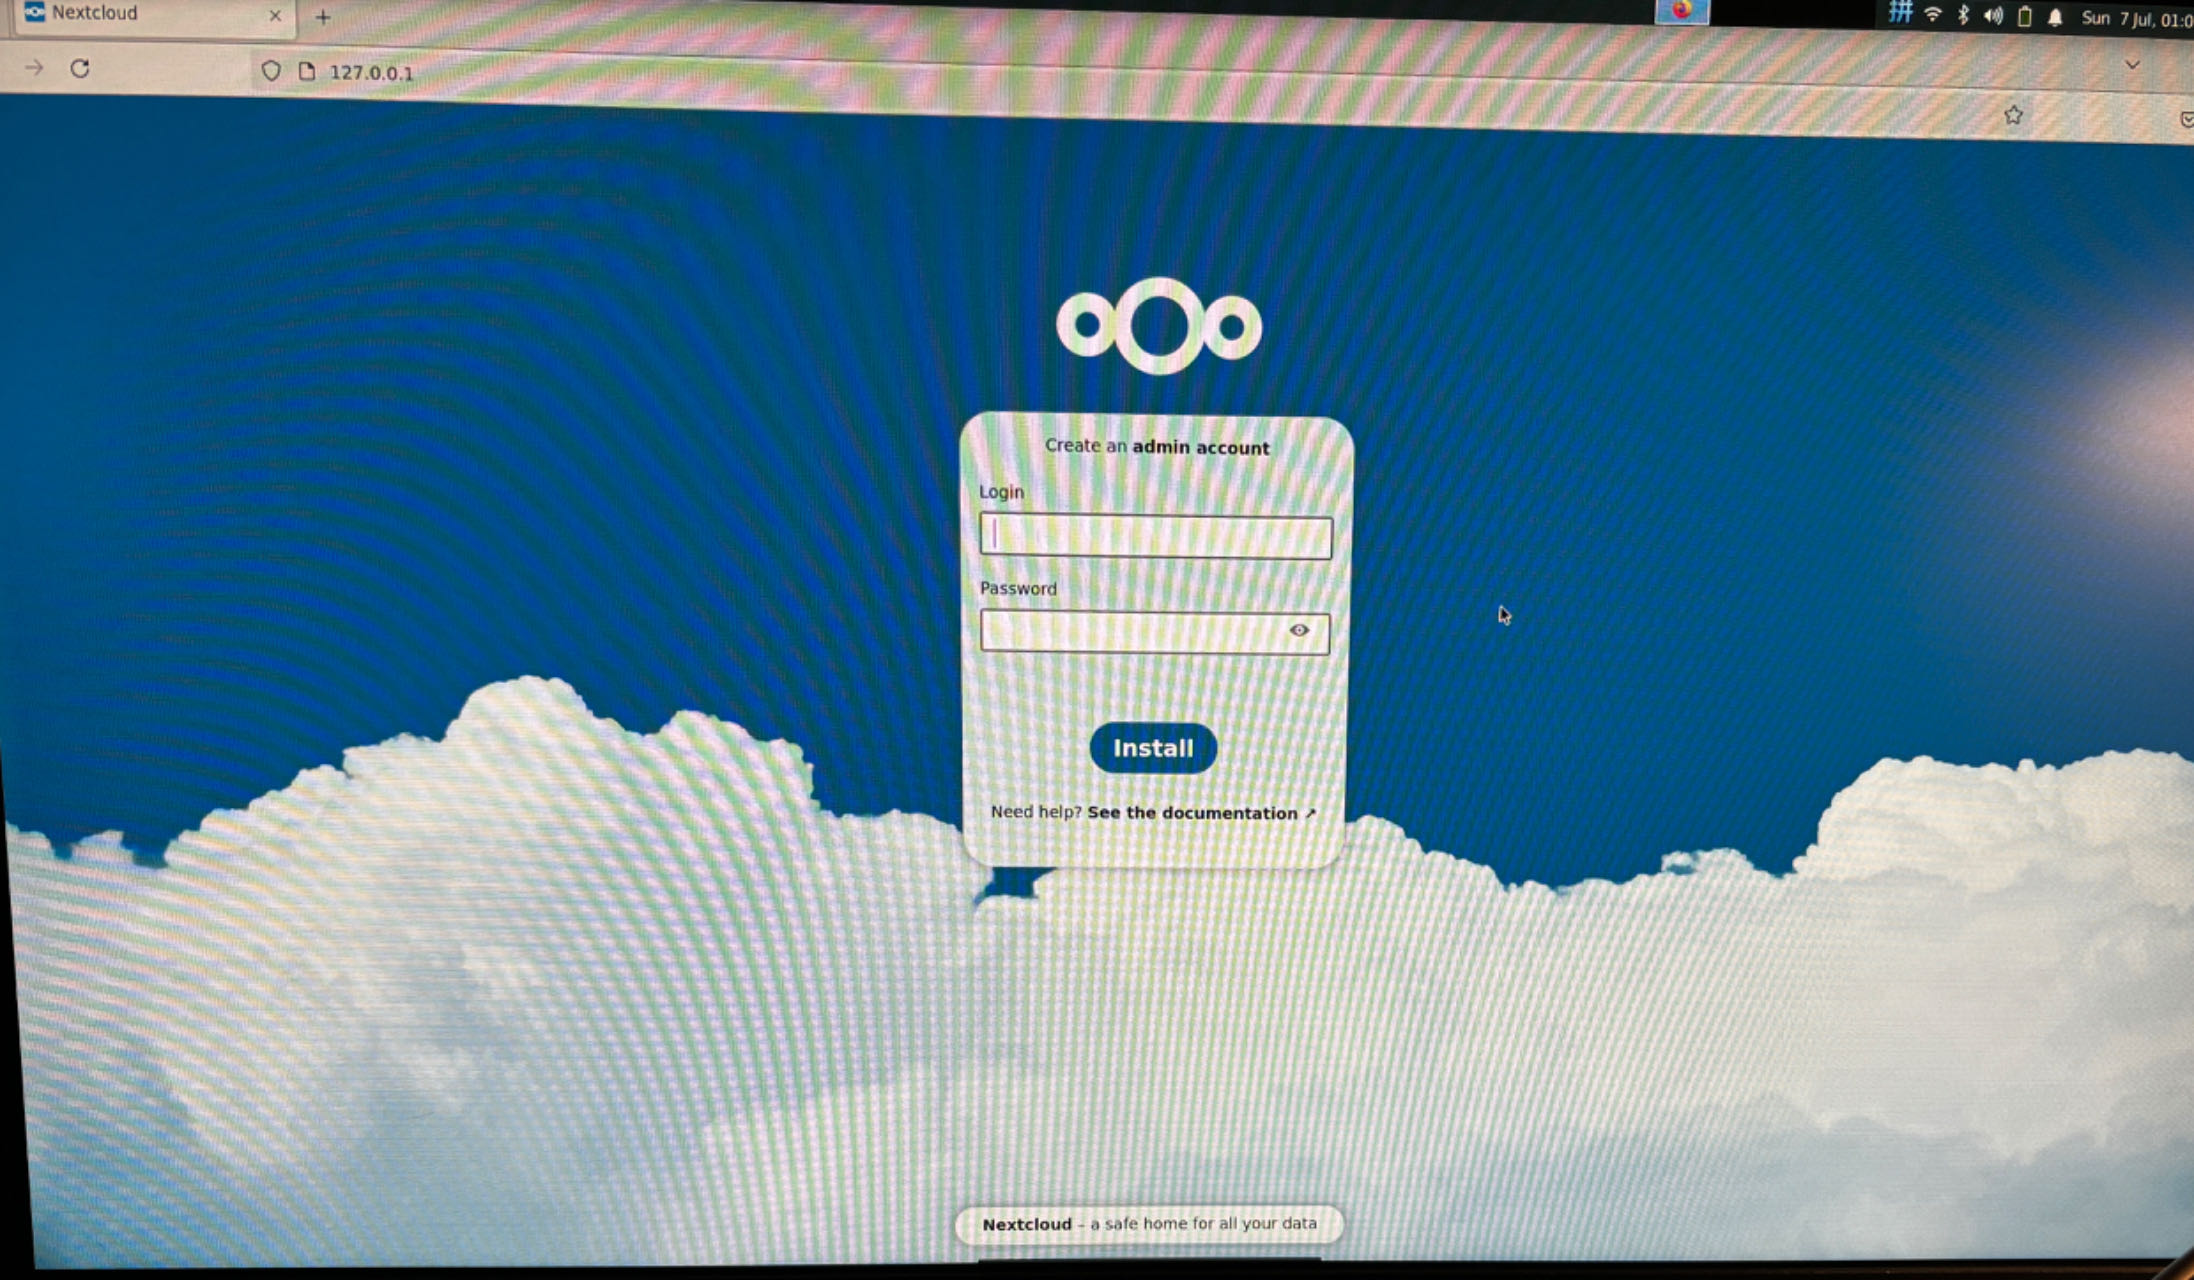 Nextcloud
拼 Sun 7 Jul, 01:0
127.0.0.1
Create an admin account
Login
Password
Install
Need help? See the documentation ↗
Nextcloud – a safe home for all your data